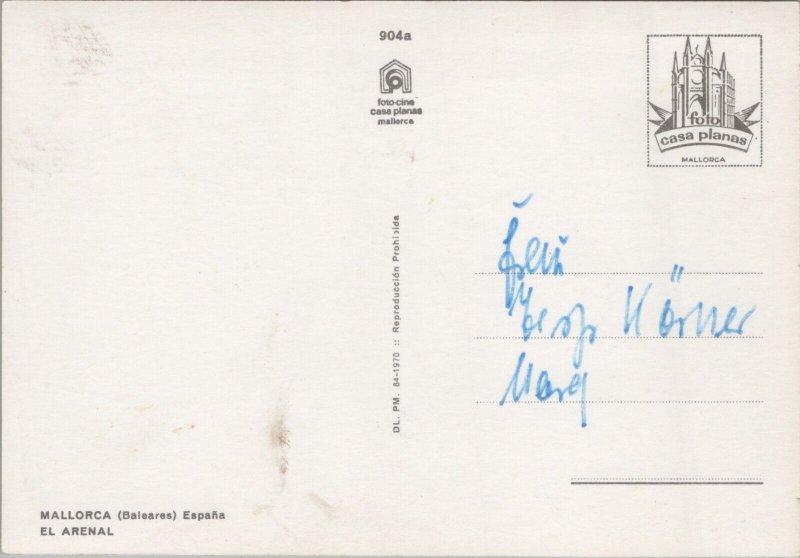 904a
foto-cine
casa planas
mallorca
foto
casa planas
MALLORCA
DL. PM. 64-1970 :: Reproducción Prohibida
Körner
MALLORCA (Baleares) España
EL ARENAL